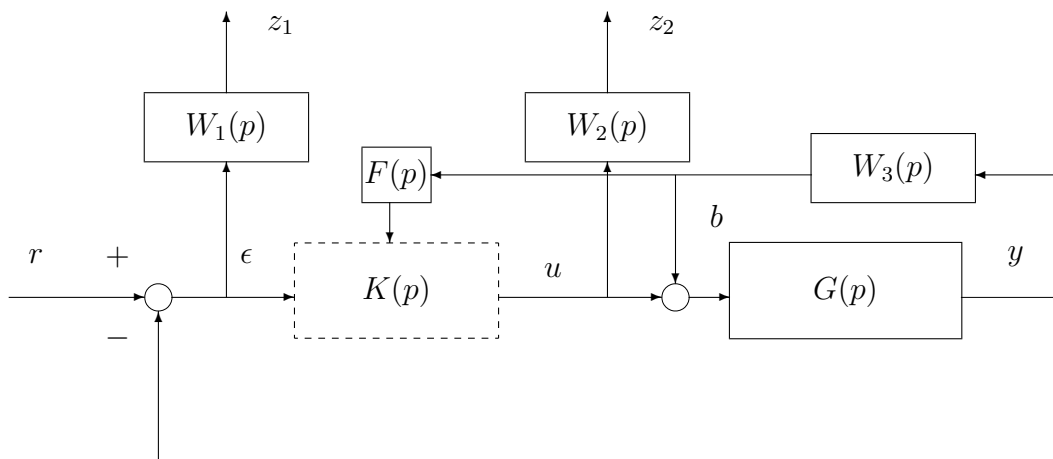 z₁
z₂
W₁(p)
W₂(p)
F(p)
W₃(p)
b
r
+
ϵ
K(p)
u
G(p)
y
−